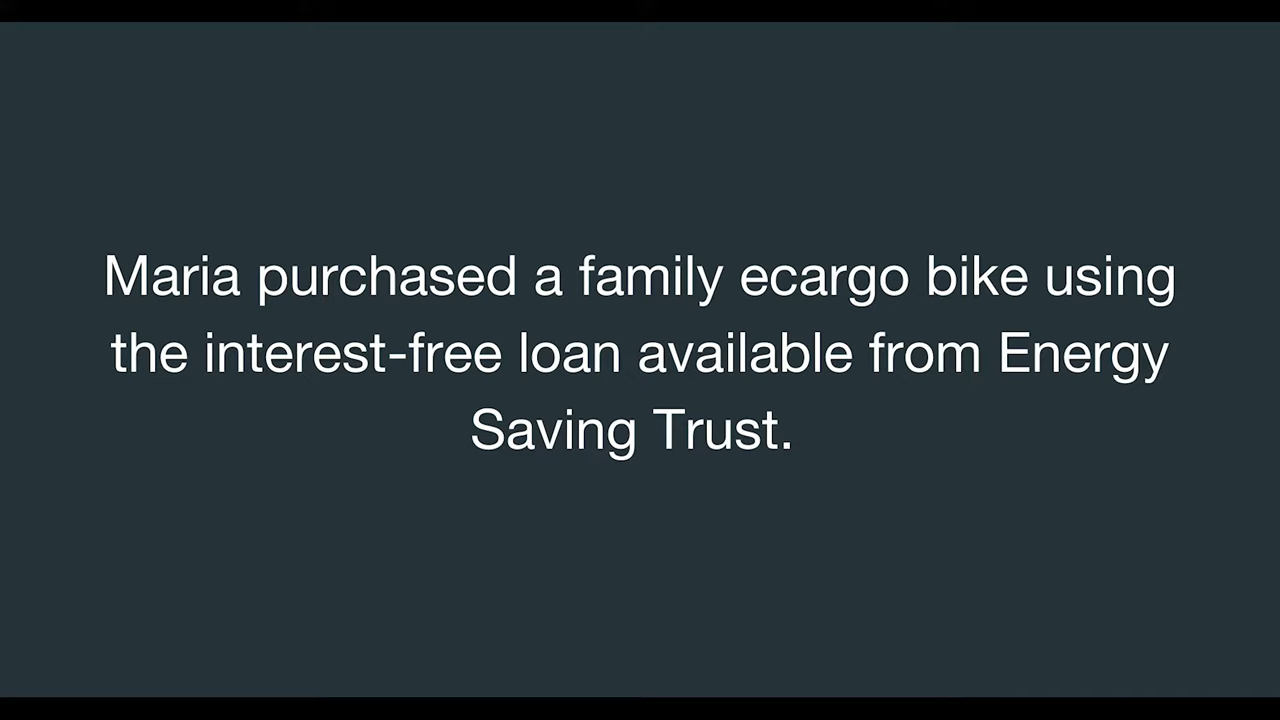 Maria purchased a family ecargo bike using
the interest-free loan available from Energy
Saving Trust.